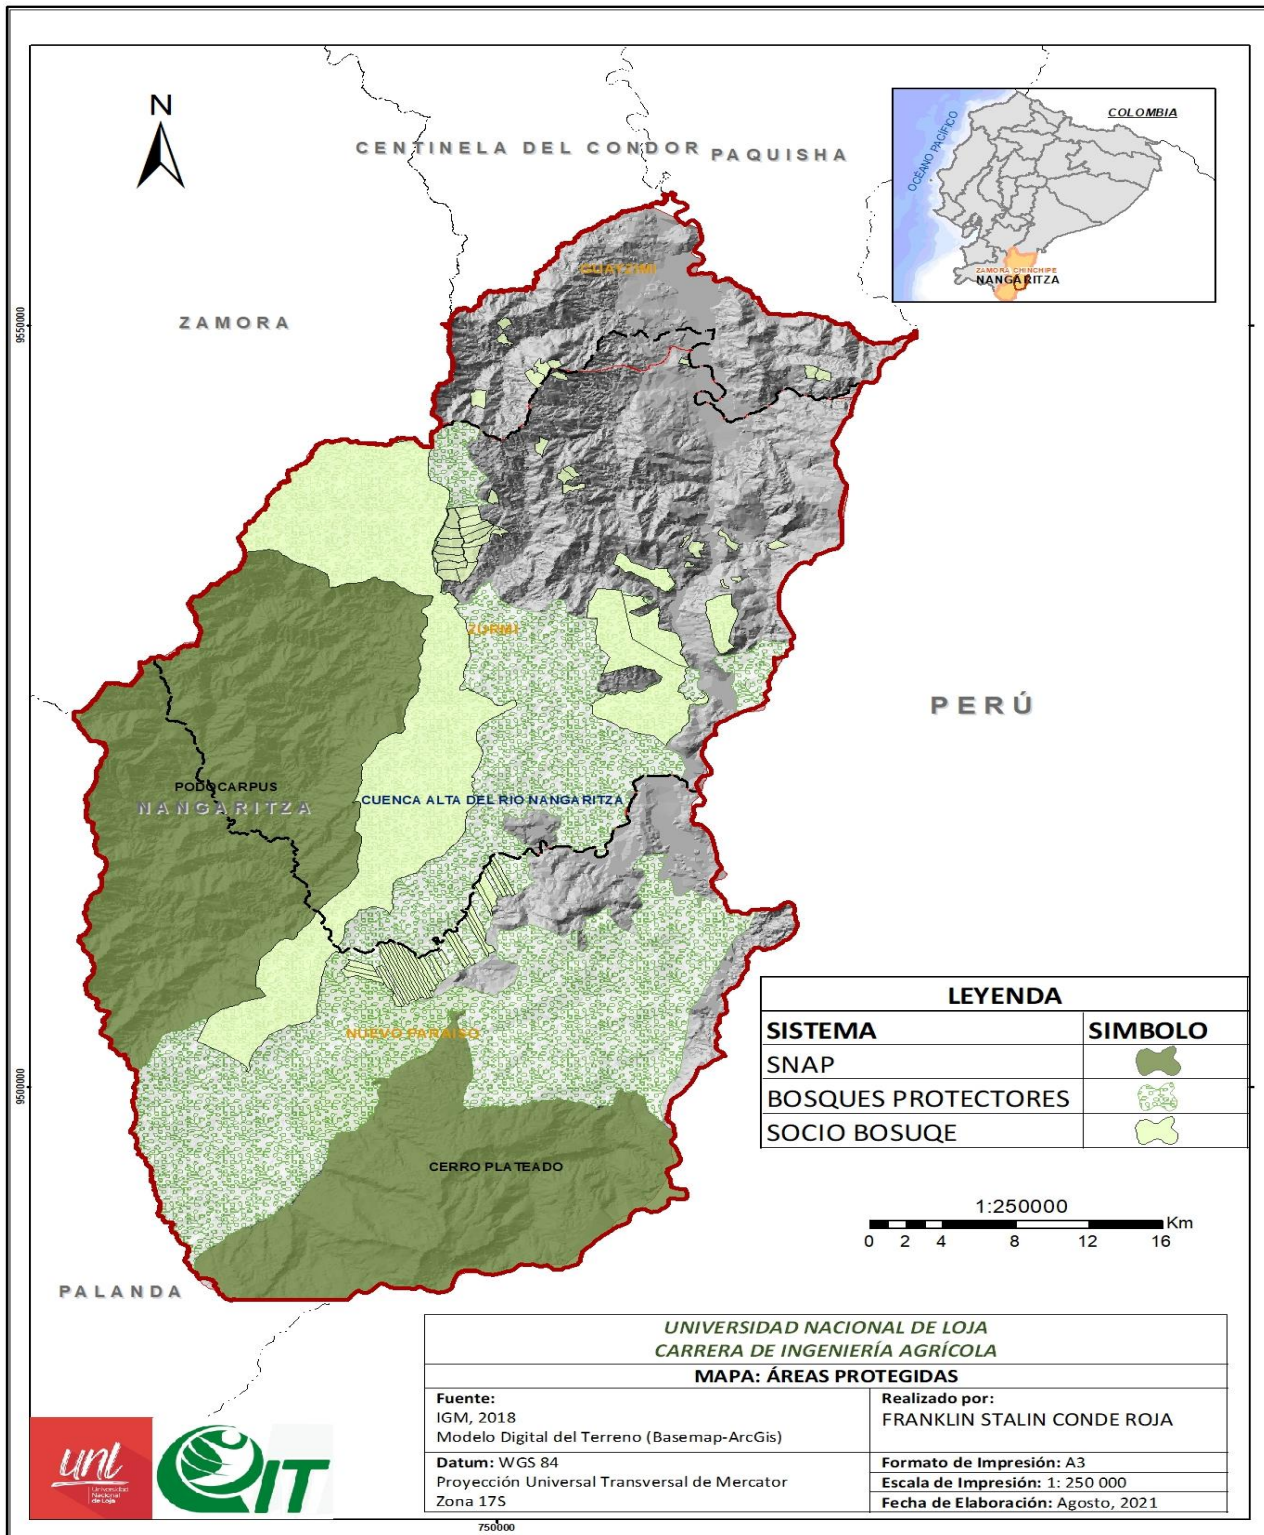 N
CENTINELA DEL CONDOR
PAQUISHA
COLOMBIA
OCÉANO PACÍFICO
ZAMORA CHINCHIPE
NANGARITZA
ZAMORA
9550000
ZURMI
PERÚ
PODOCARPUS
NANGARITZA
CUENCA ALTA DEL RIO NANGARITZA
NUEVO PARAISO
9500000
CERRO PLATEADO
PALANDA
LEYENDA
SISTEMA SIMBOLO
SNAP
BOSQUES PROTECTORES
SOCIO BOSUQE
1:250000
Km
0 2 4 8 12 16
UNIVERSIDAD NACIONAL DE LOJA
CARRERA DE INGENIERÍA AGRÍCOLA
MAPA: ÁREAS PROTEGIDAS
Fuente:
IGM, 2018
Modelo Digital del Terreno (Basemap-ArcGis)
Realizado por:
FRANKLIN STALIN CONDE ROJA
Datum: WGS 84
Proyección Universal Transversal de Mercator
Zona 17S
Formato de Impresión: A3
Escala de Impresión: 1: 250 000
Fecha de Elaboración: Agosto, 2021
unl
Universidad
Nacional
de Loja
IT
750000